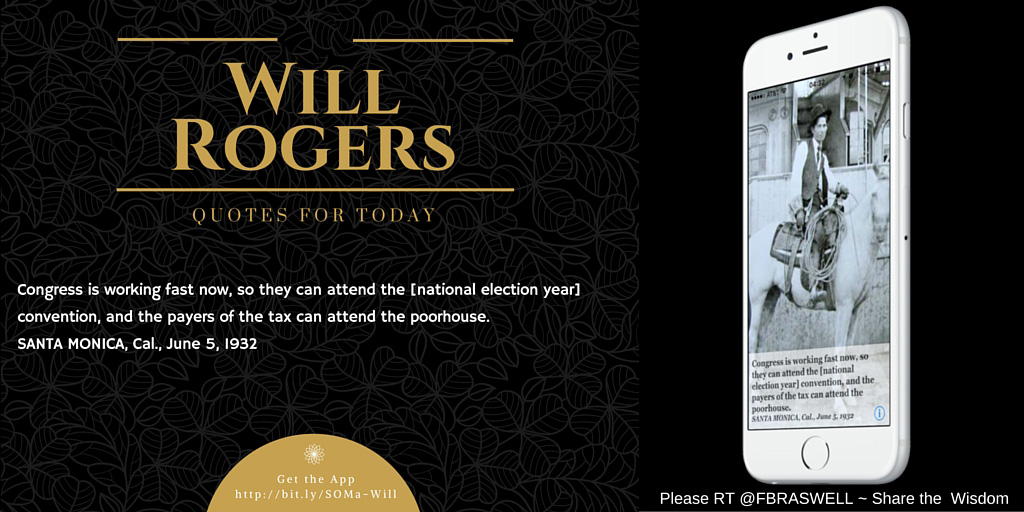 WILL
ROGERS
QUOTES FOR TODAY
Congress is working fast now, so they can attend the [national election year]
convention, and the payers of the tax can attend the poorhouse.
SANTA MONICA, Cal., June 5, 1932
Get the App
http://bit.ly/SOMa-Will
AT&T
04:32
Congress is working fast now, so
they can attend the [national
election year] convention, and the
payers of the tax can attend the
poorhouse.
SANTA MONICA, Cal., June 5, 1932
i
Please RT @FBRASWELL ~ Share the Wisdom